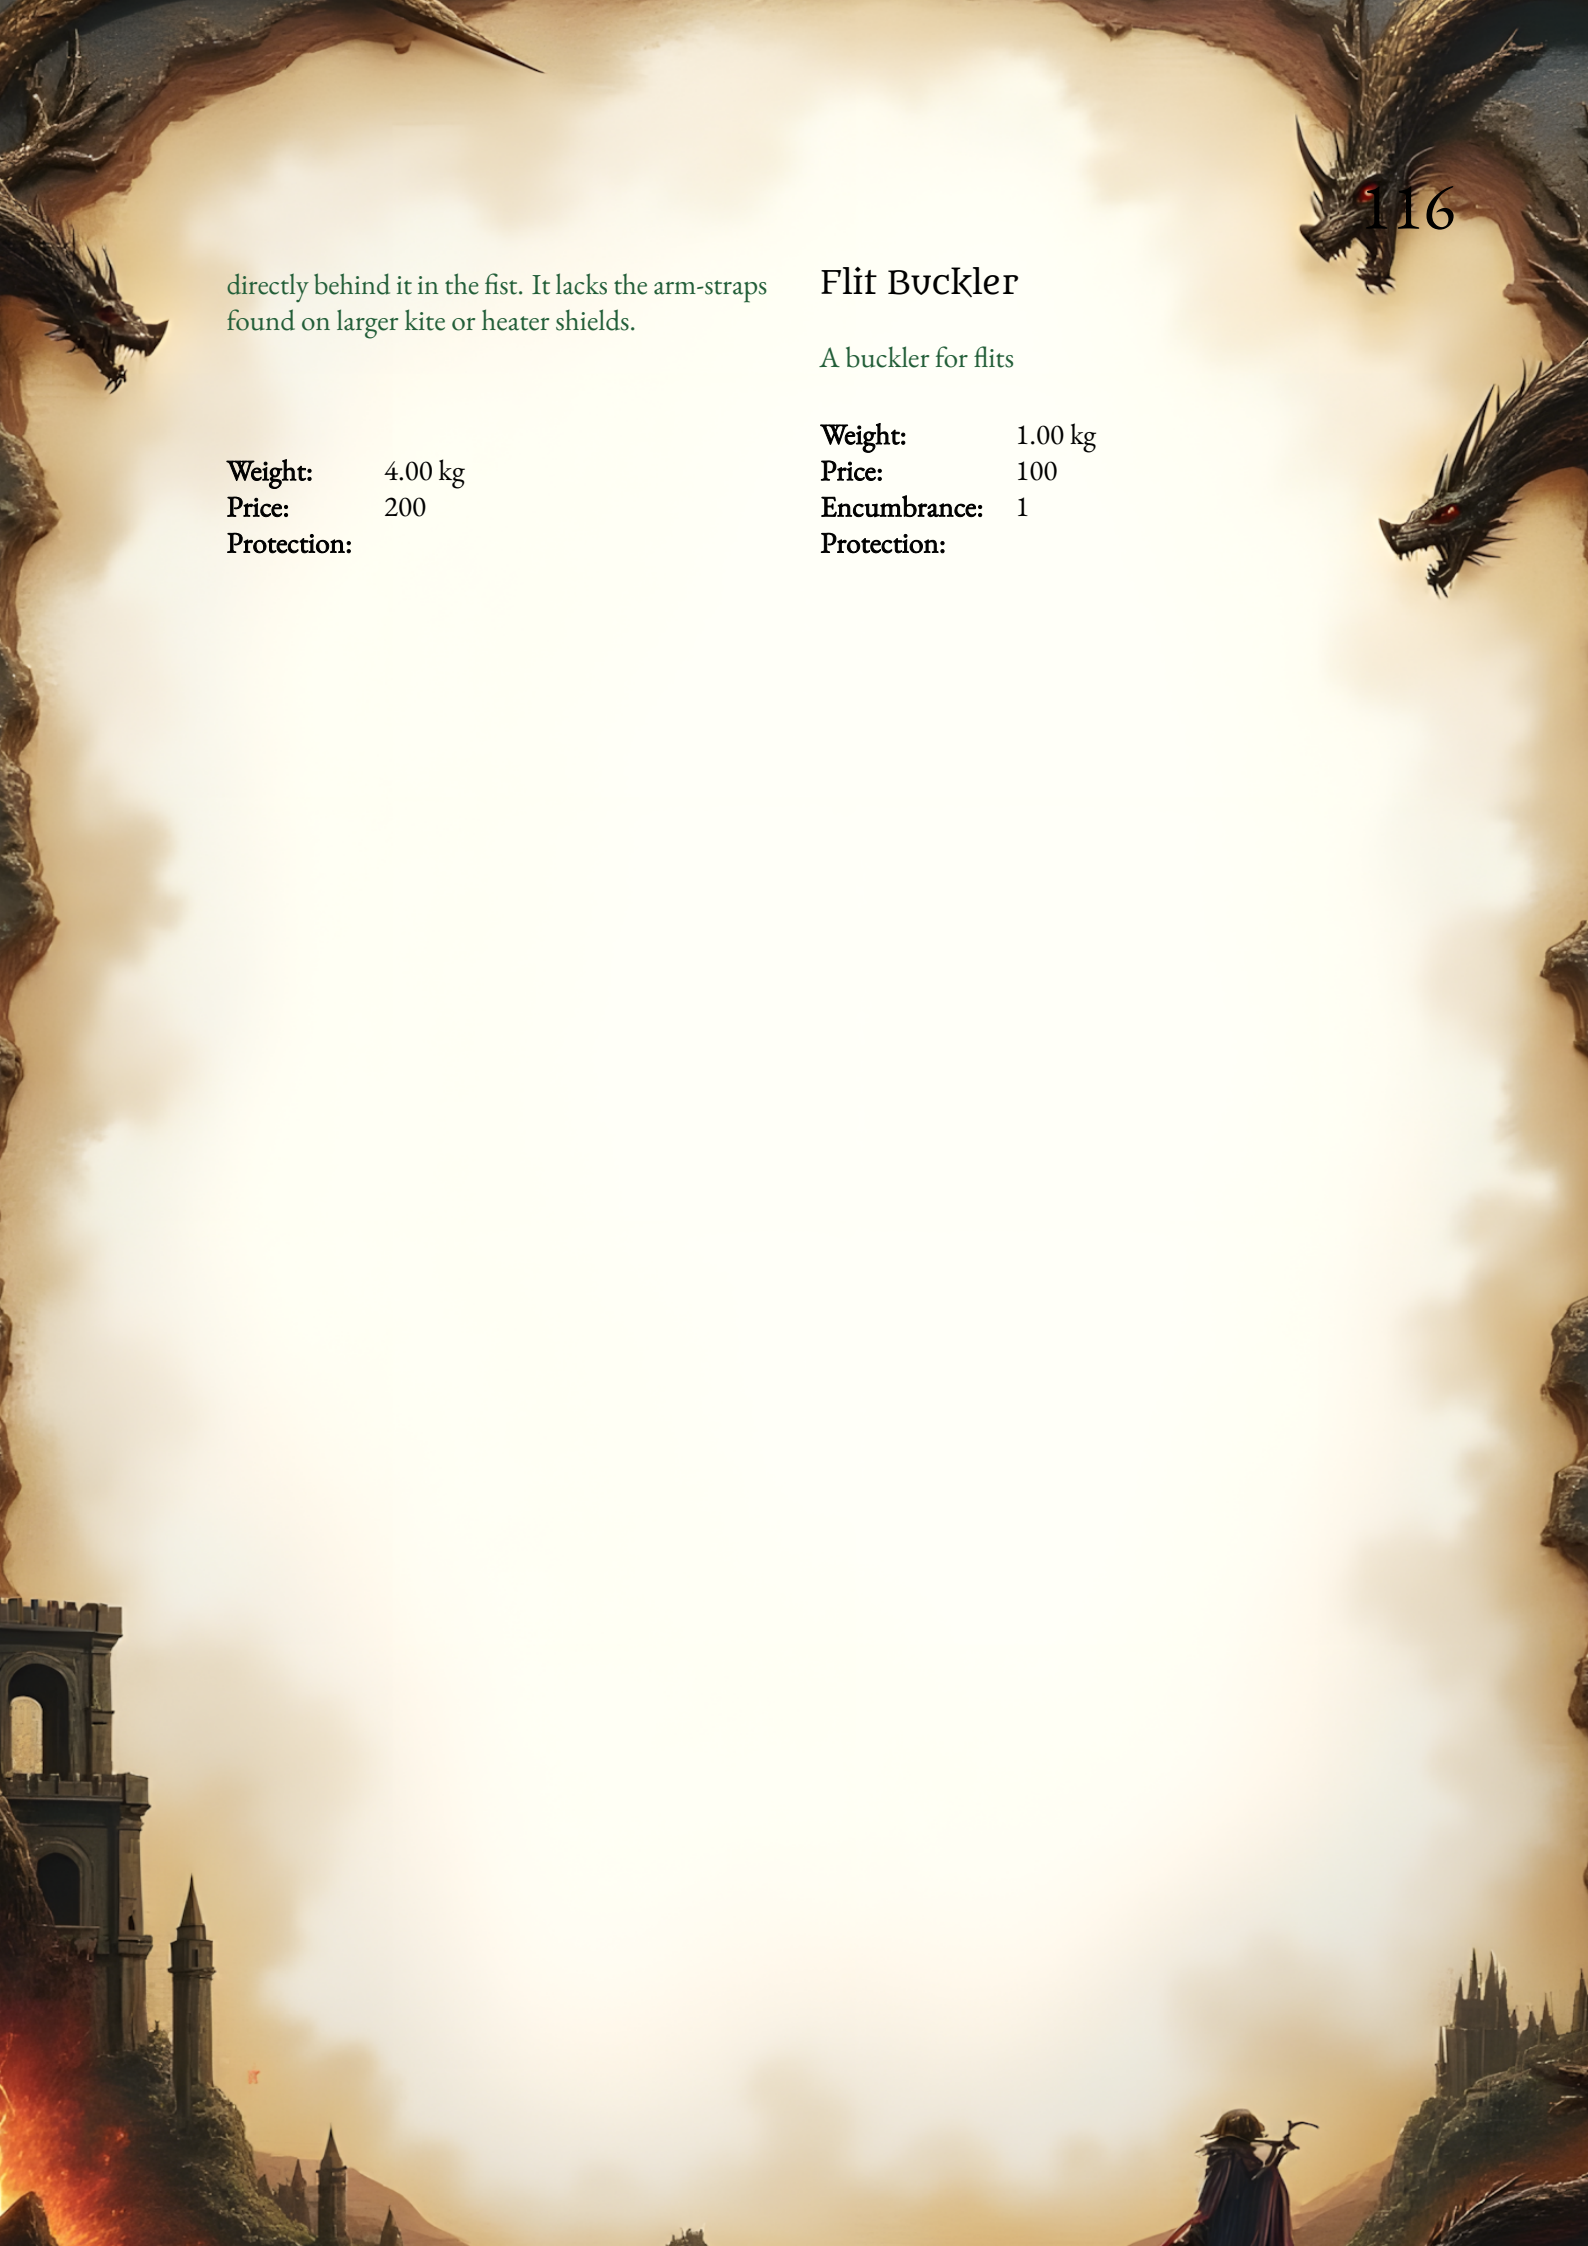 116
directly behind it in the fist. It lacks the arm-straps
found on larger kite or heater shields.
Weight: 4.00 kg
Price: 200
Protection:
Flit Buckler
A buckler for flits
Weight: 1.00 kg
Price: 100
Encumbrance: 1
Protection: